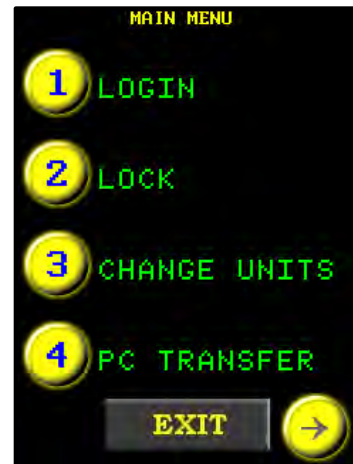 MAIN MENU
1 LOGIN
2 LOCK
3 CHANGE UNITS
4 PC TRANSFER
EXIT →